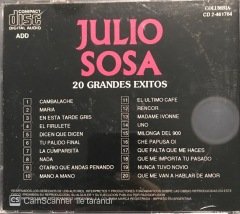 COMPACT
disc
DIGITAL AUDIO
ADD
COLUMBIA
CD 2-461764
JULIO
SOSA
20 GRANDES EXITOS
1 CAMBALACHE
2 MARIA
3 EN ESTA TARDE GRIS
4 EL FIRULETE
5 DICEN QUE DICEN
6 TU PALIDO FINAL
7 LA CUMPARSITA
8 NADA
9 OTARIO QUE ANDAS PENANDO
10 MANO A MANO
11 EL ULTIMO CAFE
12 RENCOR
13 MADAME IVONNE
14 UNO
15 MILONGA DEL 900
16 CHE PAPUSA OI
17 QUE FALTA QUE ME HACES
18 QUE ME IMPORTA TU PASADO
19 NUNCA TUVO NOVIO
20 QUE ME VAN A HABLAR DE AMOR
CamScanner ile tarandı